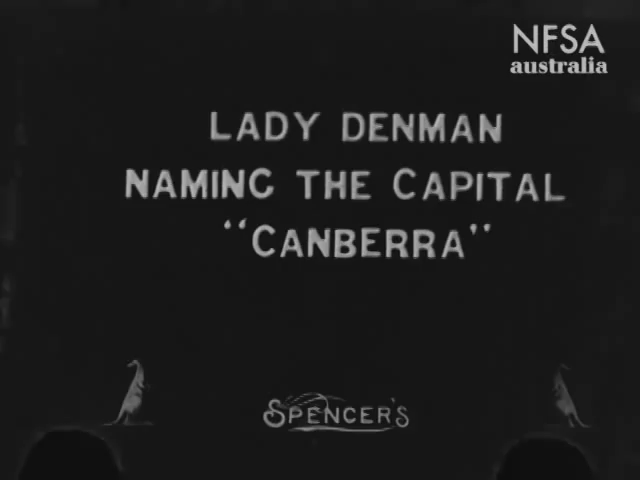 NFSA
australia
LADY DENMAN
NAMING THE CAPITAL
"CANBERRA"
SPENCER'S